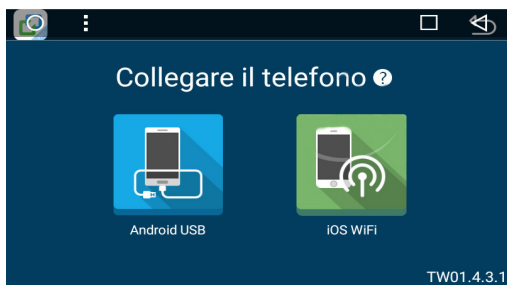 Collegare il telefono ?
Android USB
iOS WiFi
TW01.4.3.1